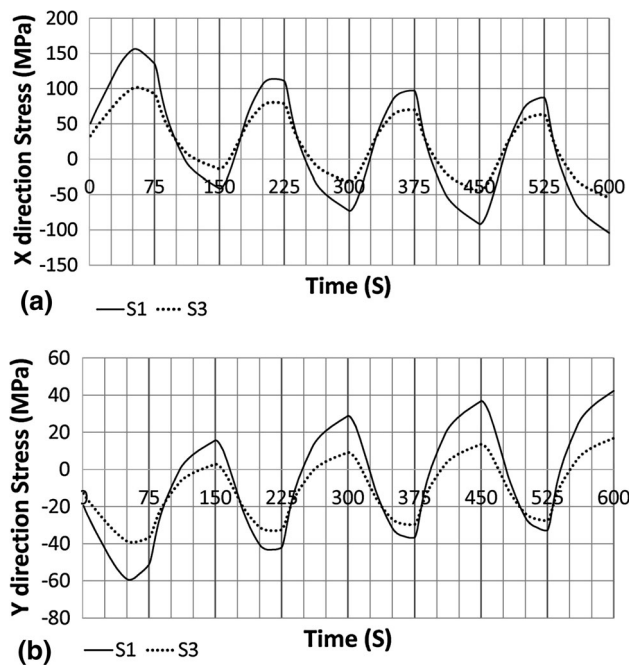 200
150
100
50
0
-50
-100
-150
X direction Stress (MPa)
0 75 150 225 300 375 450 525 600
Time (S)
(a)
S1 S3
60
40
20
0
-20
-40
-60
-80
Y direction Stress (MPa)
0 75 150 225 300 375 450 525 600
Time (S)
(b)
S1 S3